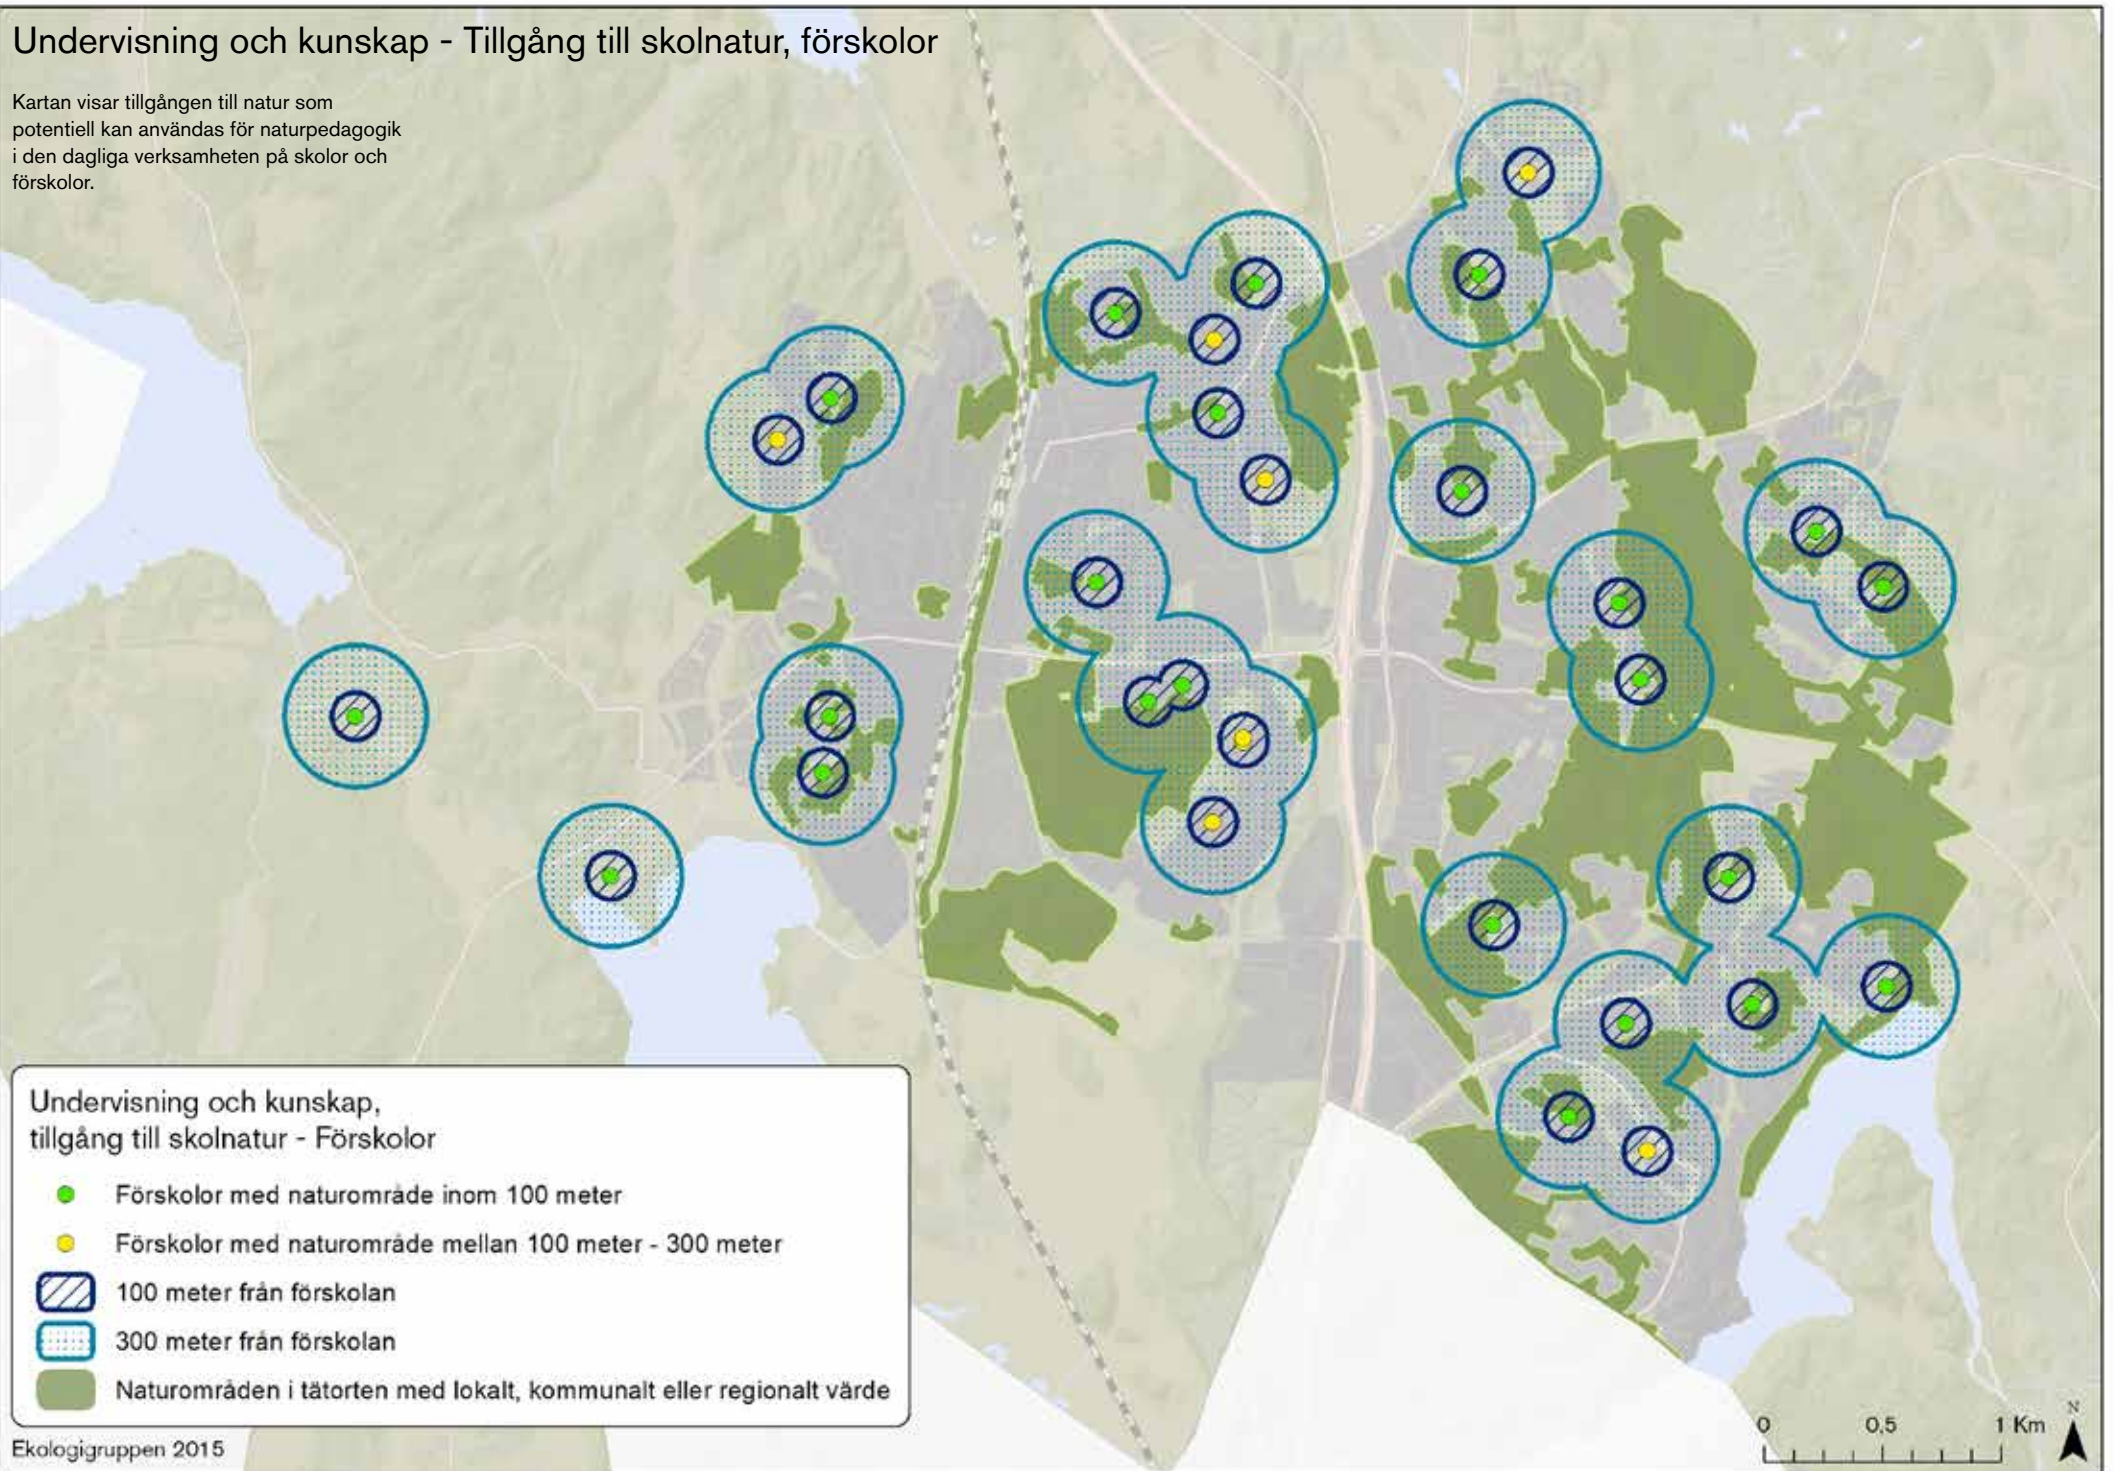 Undervisning och kunskap - Tillgång till skolnatur, förskolor
Kartan visar tillgången till natur som
potentiell kan användas för naturpedagogik
i den dagliga verksamheten på skolor och
förskolor.
Undervisning och kunskap,
tillgång till skolnatur - Förskolor
Förskolor med naturområde inom 100 meter
Förskolor med naturområde mellan 100 meter - 300 meter
100 meter från förskolan
300 meter från förskolan
Naturområden i tätorten med lokalt, kommunalt eller regionalt värde
Ekologigruppen 2015
0 0,5 1 Km
N